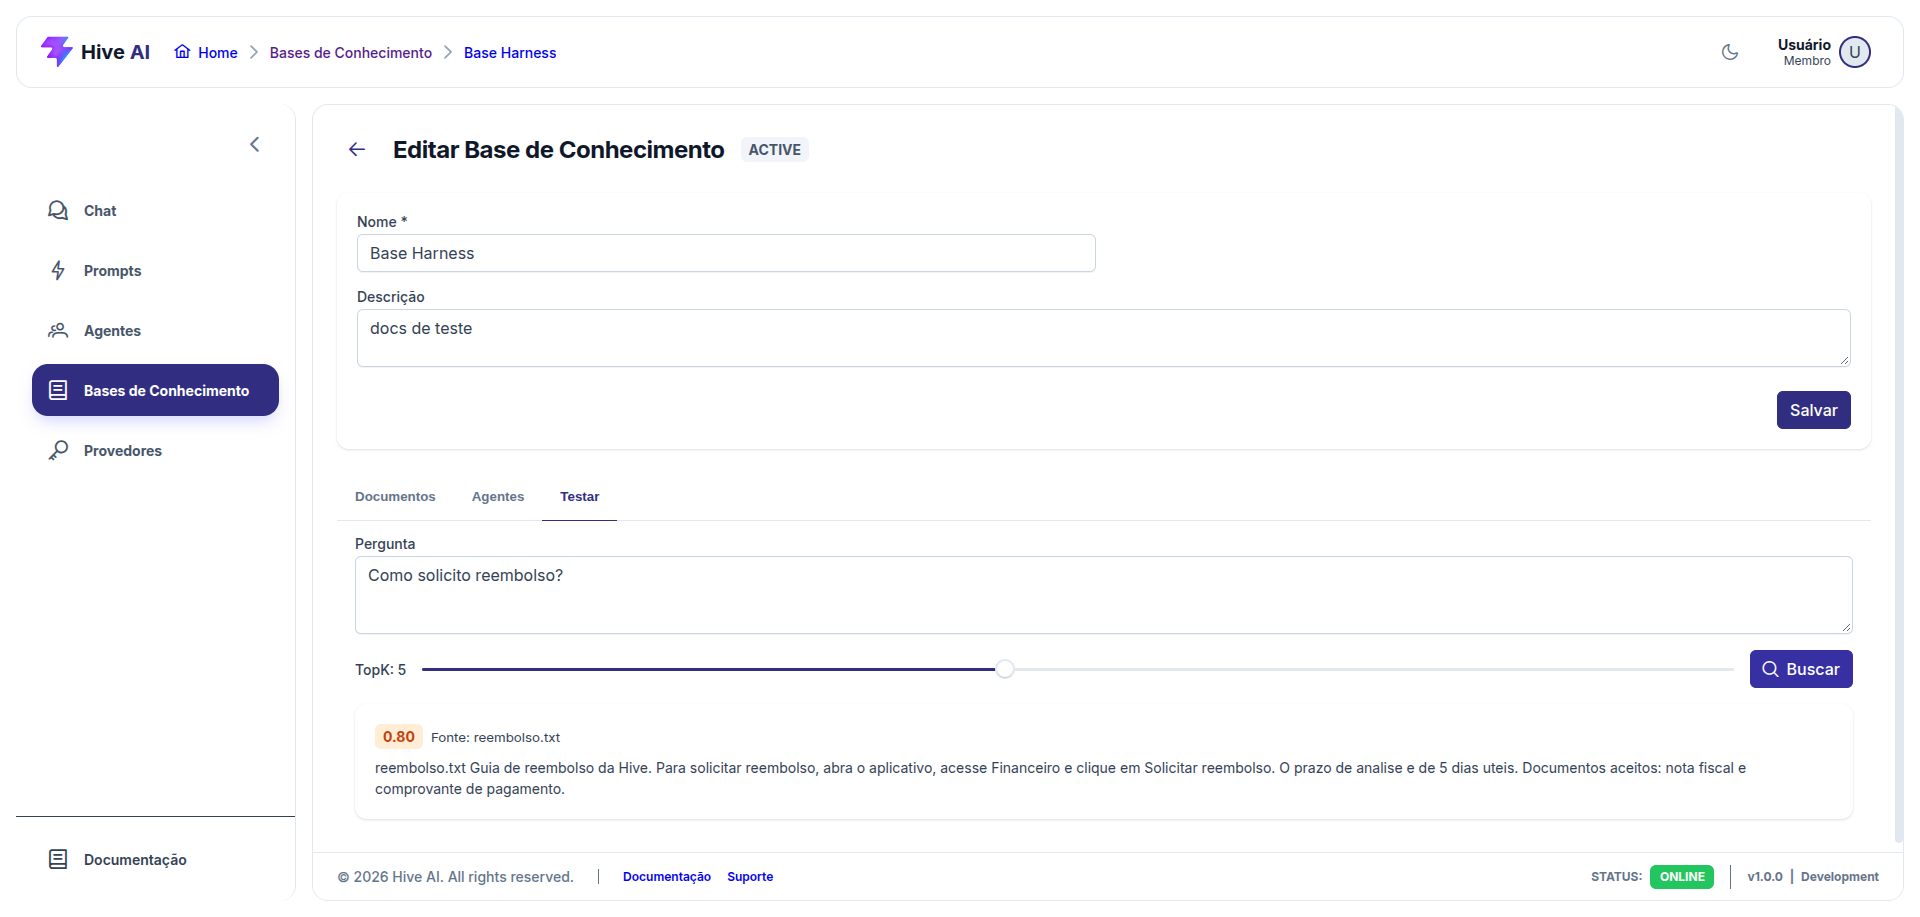 Hive AI
Home
Bases de Conhecimento
Base Harness
Usuário
Membro
U
Chat
Prompts
Agentes
Bases de Conhecimento
Provedores
Documentação
Editar Base de Conhecimento
ACTIVE
Nome *
Base Harness
Descrição
docs de teste
Salvar
Documentos
Agentes
Testar
Pergunta
Como solicito reembolso?
TopK: 5
Buscar
0.80
Fonte: reembolso.txt
reembolso.txt Guia de reembolso da Hive. Para solicitar reembolso, abra o aplicativo, acesse Financeiro e clique em Solicitar reembolso. O prazo de analise e de 5 dias uteis. Documentos aceitos: nota fiscal e
comprovante de pagamento.
© 2026 Hive AI. All rights reserved. | Documentação Suporte
STATUS: ONLINE | v1.0.0 | Development